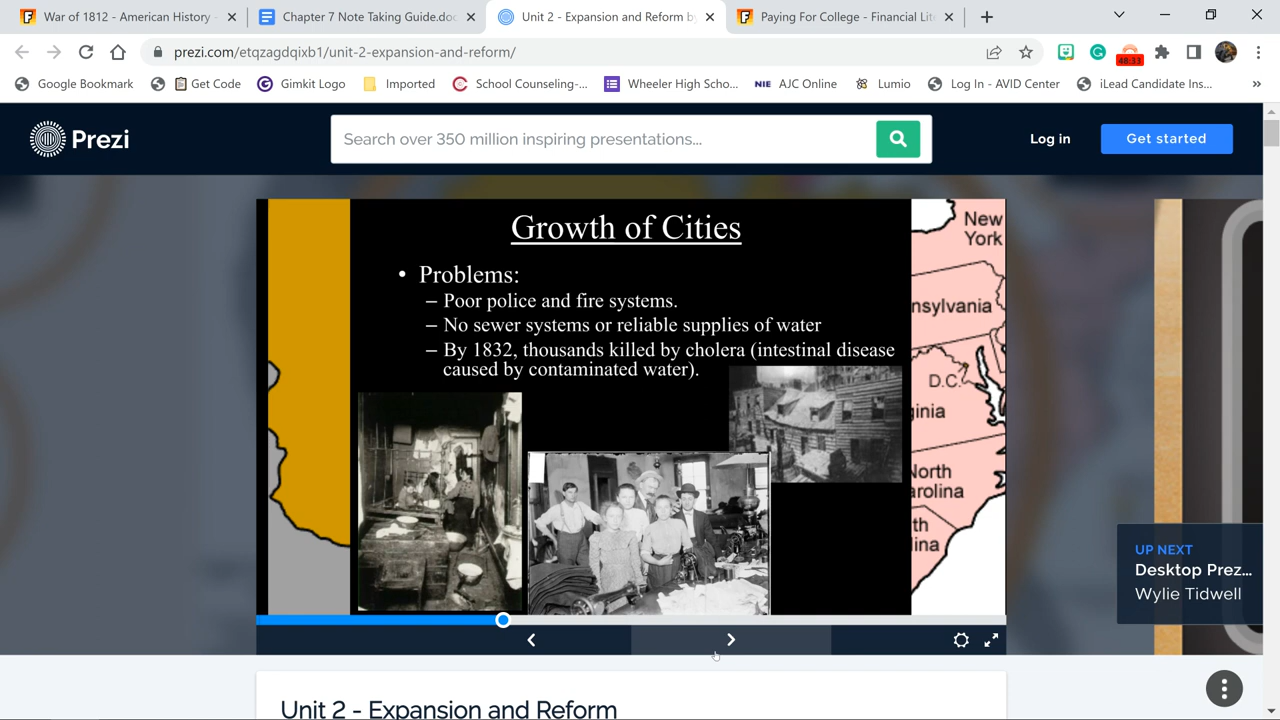 War of 1812 - American History
Chapter 7 Note Taking Guide.doc
Unit 2 - Expansion and Reform by
Paying For College - Financial Lit
prezi.com/etqzagdqixb1/unit-2-expansion-and-reform/
48:33
Google Bookmark
Get Code
Gimkit Logo
Imported
School Counseling-...
Wheeler High Scho...
NIE AJC Online
Lumio
Log In - AVID Center
iLead Candidate Ins...
»
Prezi
Search over 350 million inspiring presentations...
Log in
Get started
Growth of Cities
• Problems:
– Poor police and fire systems.
– No sewer systems or reliable supplies of water
– By 1832, thousands killed by cholera (intestinal disease
caused by contaminated water).
New
York
nsylvania
D.C.
ginia
North
arolina
th
lina
UP NEXT
Desktop Prez...
Wylie Tidwell
Unit 2 - Expansion and Reform